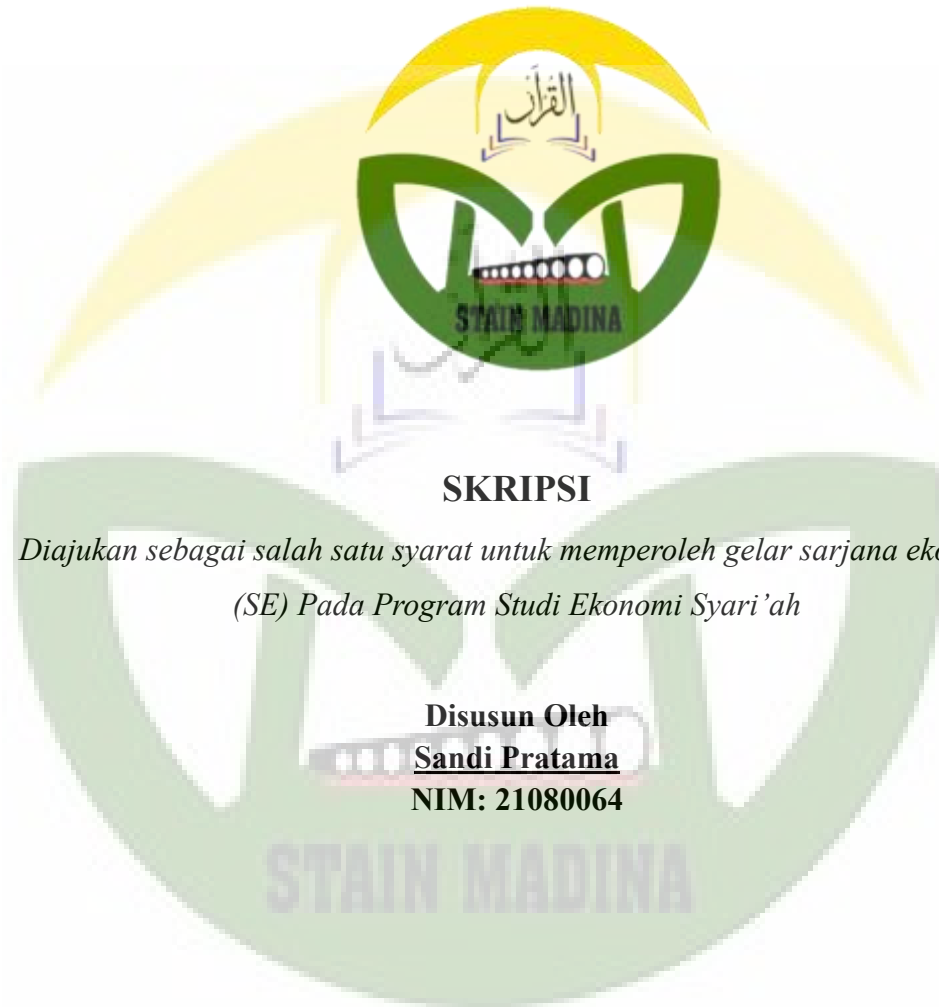 القرآن
STAIN MADINA
القرآن
SKRIPSI
Diajukan sebagai salah satu syarat untuk memperoleh gelar sarjana
(SE) Pada Program Studi Ekonomi Syari’ah
Disusun Oleh
Sandi Pratama
NIM: 21080064
STAIN MADINA